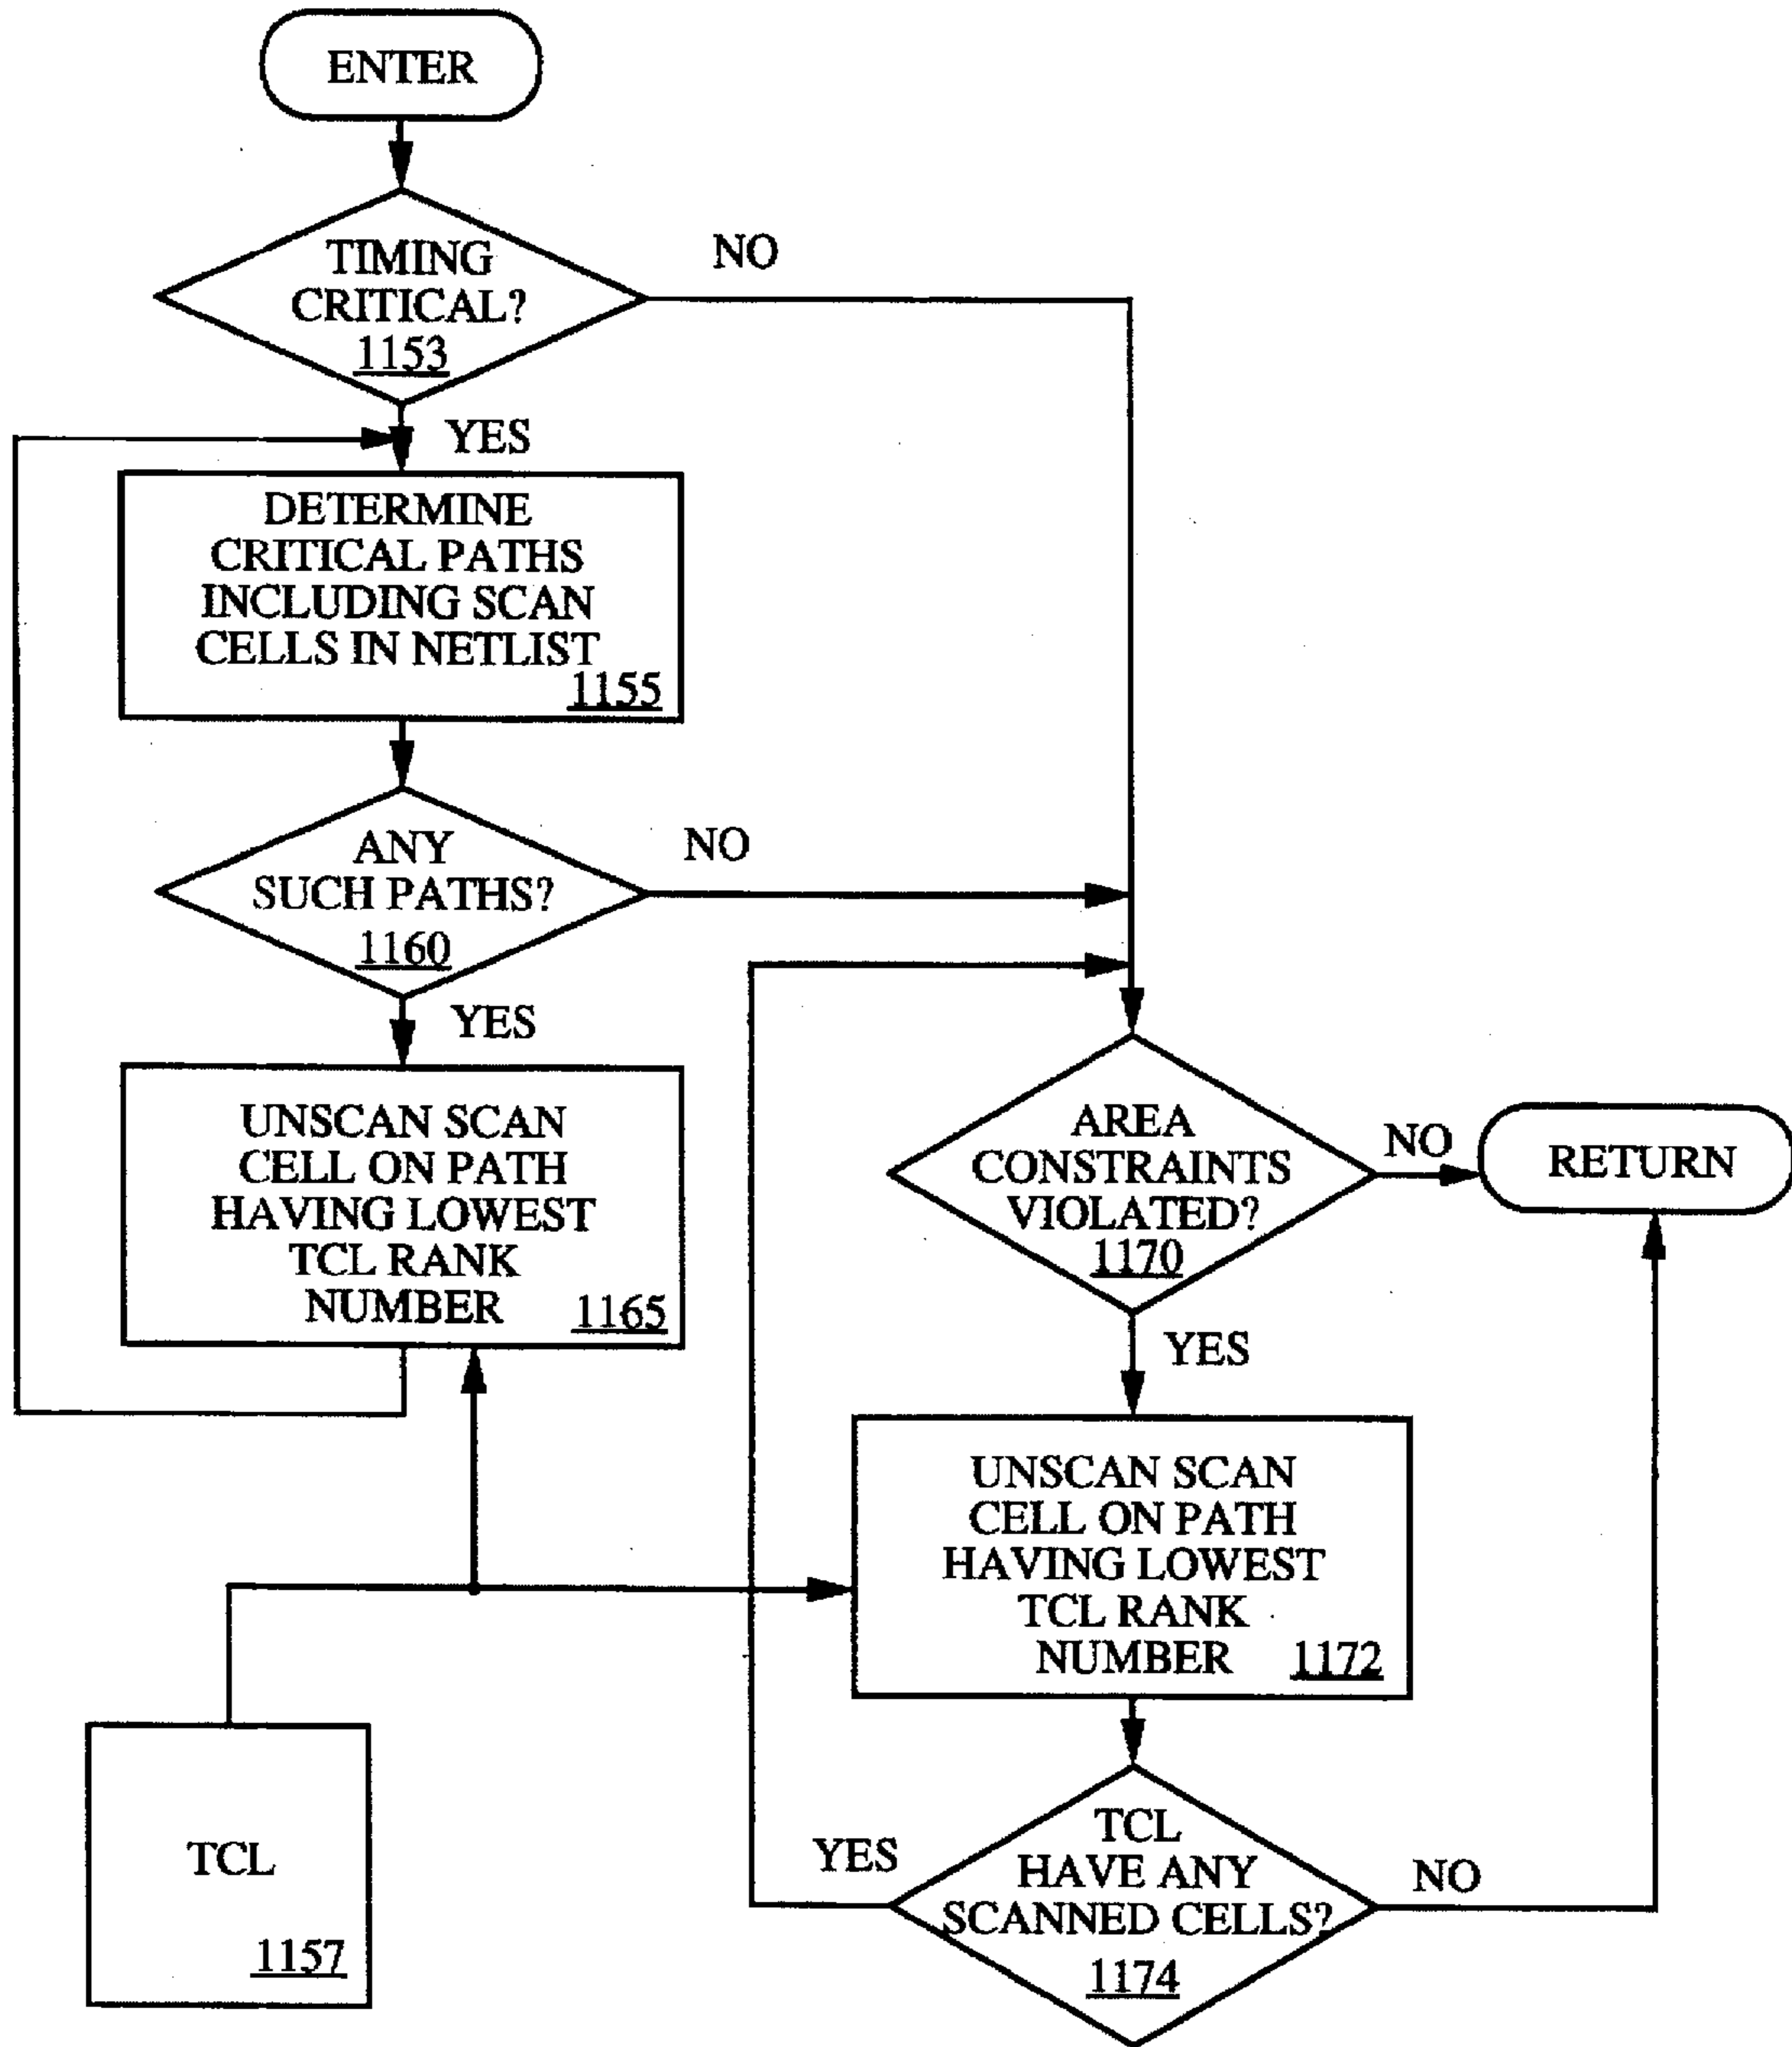 ENTER
TIMING
CRITICAL?
1153
NO
YES
DETERMINE
CRITICAL PATHS
INCLUDING SCAN
CELLS IN NETLIST
1155
ANY
SUCH PATHS?
1160
NO
YES
UNSCAN SCAN
CELL ON PATH
HAVING LOWEST
TCL RANK
NUMBER
1165
AREA
CONSTRAINTS
VIOLATED?
1170
NO
RETURN
YES
UNSCAN SCAN
CELL ON PATH
HAVING LOWEST
TCL RANK
NUMBER
1172
TCL
1157
TCL
HAVE ANY
SCANNED CELLS?
1174
YES
NO